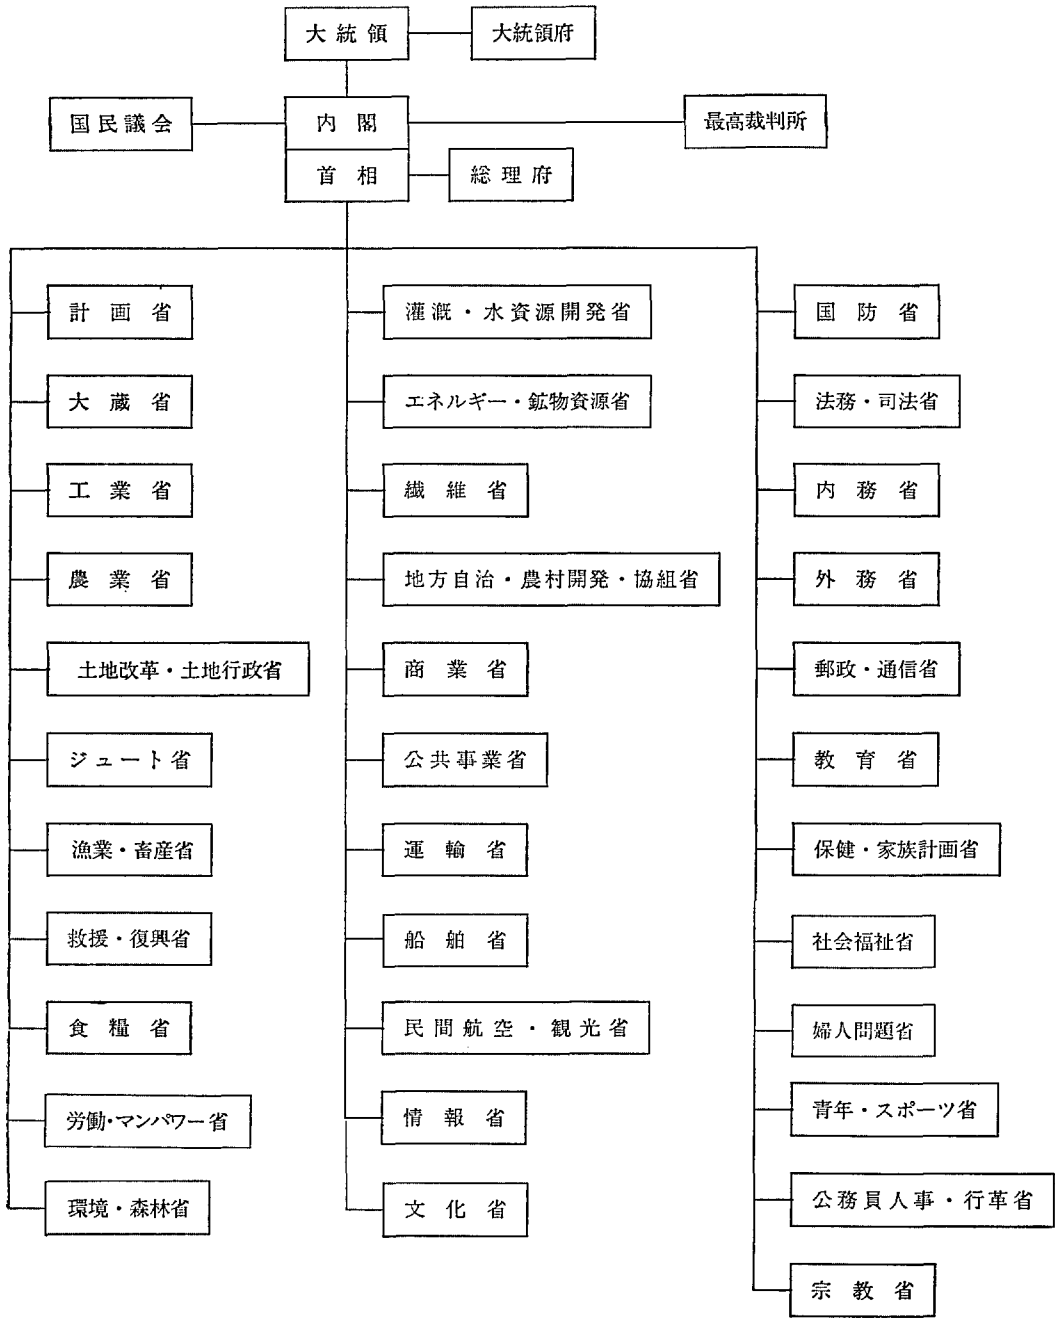 大統領
大統領府
国民議会
内閣
最高裁判所
首相
総理府
計画省
大蔵省
工業省
農業省
土地改革・土地行政省
ジュート省
漁業・畜産省
救援・復興省
食糧省
労働・マンパワー省
環境・森林省
灌漑・水資源開発省
エネルギー・鉱物資源省
繊維省
地方自治・農村開発・協組省
商業省
公共事業省
運輸省
船舶省
民間航空・観光省
情報省
文化省
国防省
法務・司法省
内務省
外務省
郵政・通信省
教育省
保健・家族計画省
社会福祉省
婦人問題省
青年・スポーツ省
公務員人事・行革省
宗教省